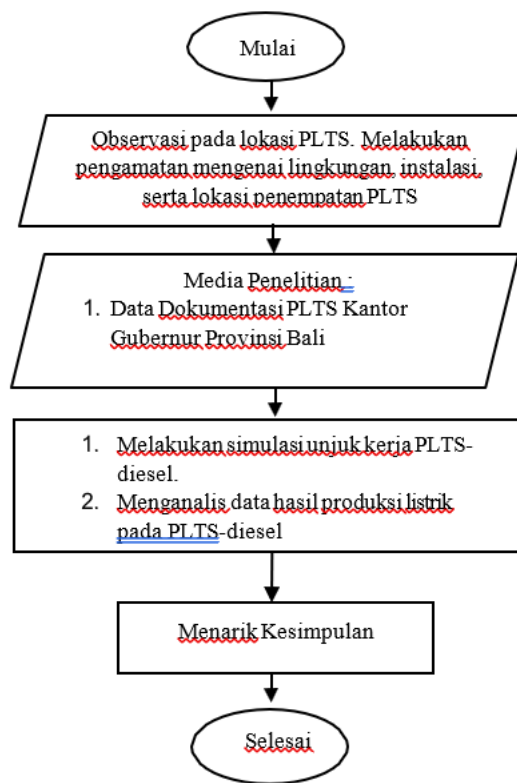 Mulai
Observasi pada lokasi PLTS. Melakukan
pengamatan mengenai lingkungan, instalasi,
serta lokasi penempatan PLTS
Media Penelitian :
1. Data Dokumentasi PLTS Kantor
Gubernur Provinsi Bali
1. Melakukan simulasi unjuk kerja PLTS-
diesel.
2. Menganalis data hasil produksi listrik
pada PLTS-diesel
Menarik Kesimpulan
Selesai